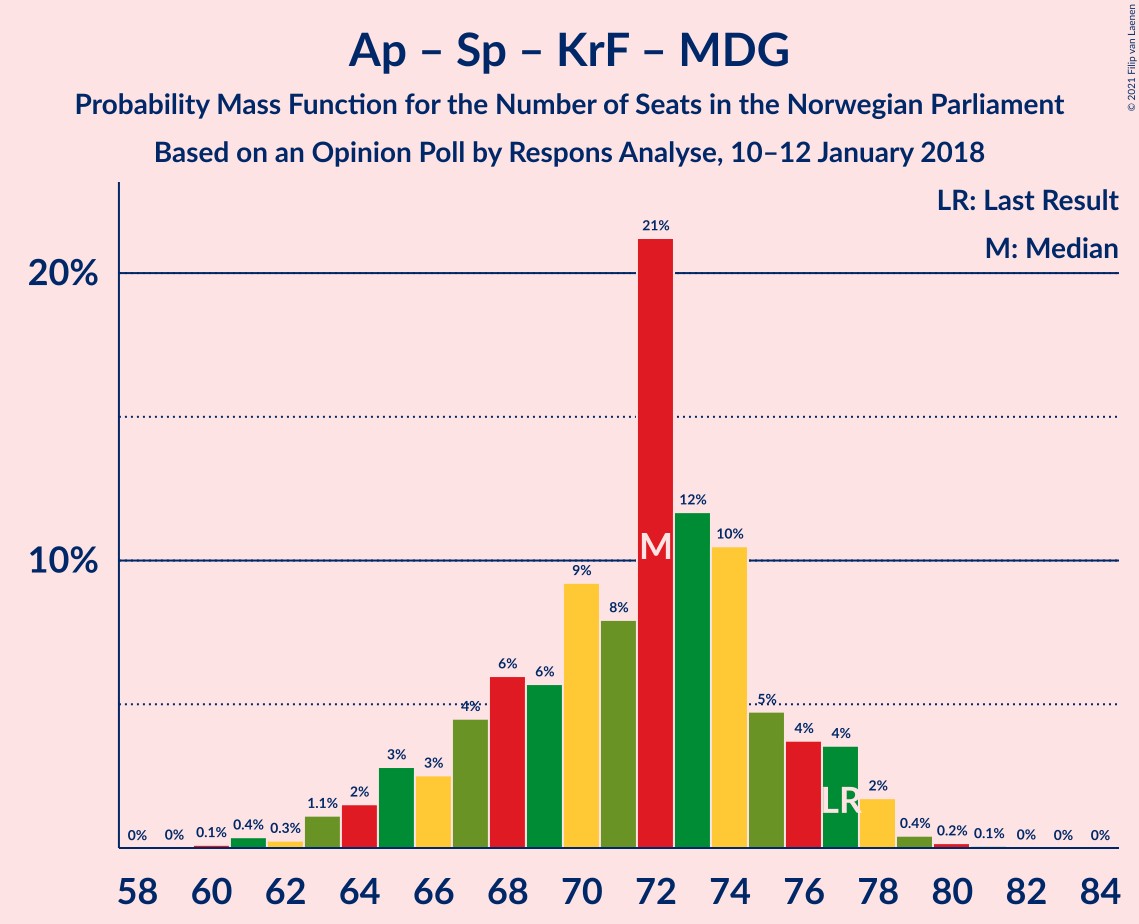 Ap – Sp – KrF – MDG
Probability Mass Function for the Number of Seats in the Norwegian Parliament
Based on an Opinion Poll by Respons Analyse, 10–12 January 2018
© 2021 Filip van Laenen
LR: Last Result
M: Median
20%
10%
0% 0% 0.1% 0.4% 0.3% 1.1% 2% 3% 3% 4% 6% 6% 9% 8% 21% 12% 10% 5% 4% 4% 2% 0.4% 0.2% 0.1% 0% 0% 0%
M
LR
58 60 62 64 66 68 70 72 74 76 78 80 82 84